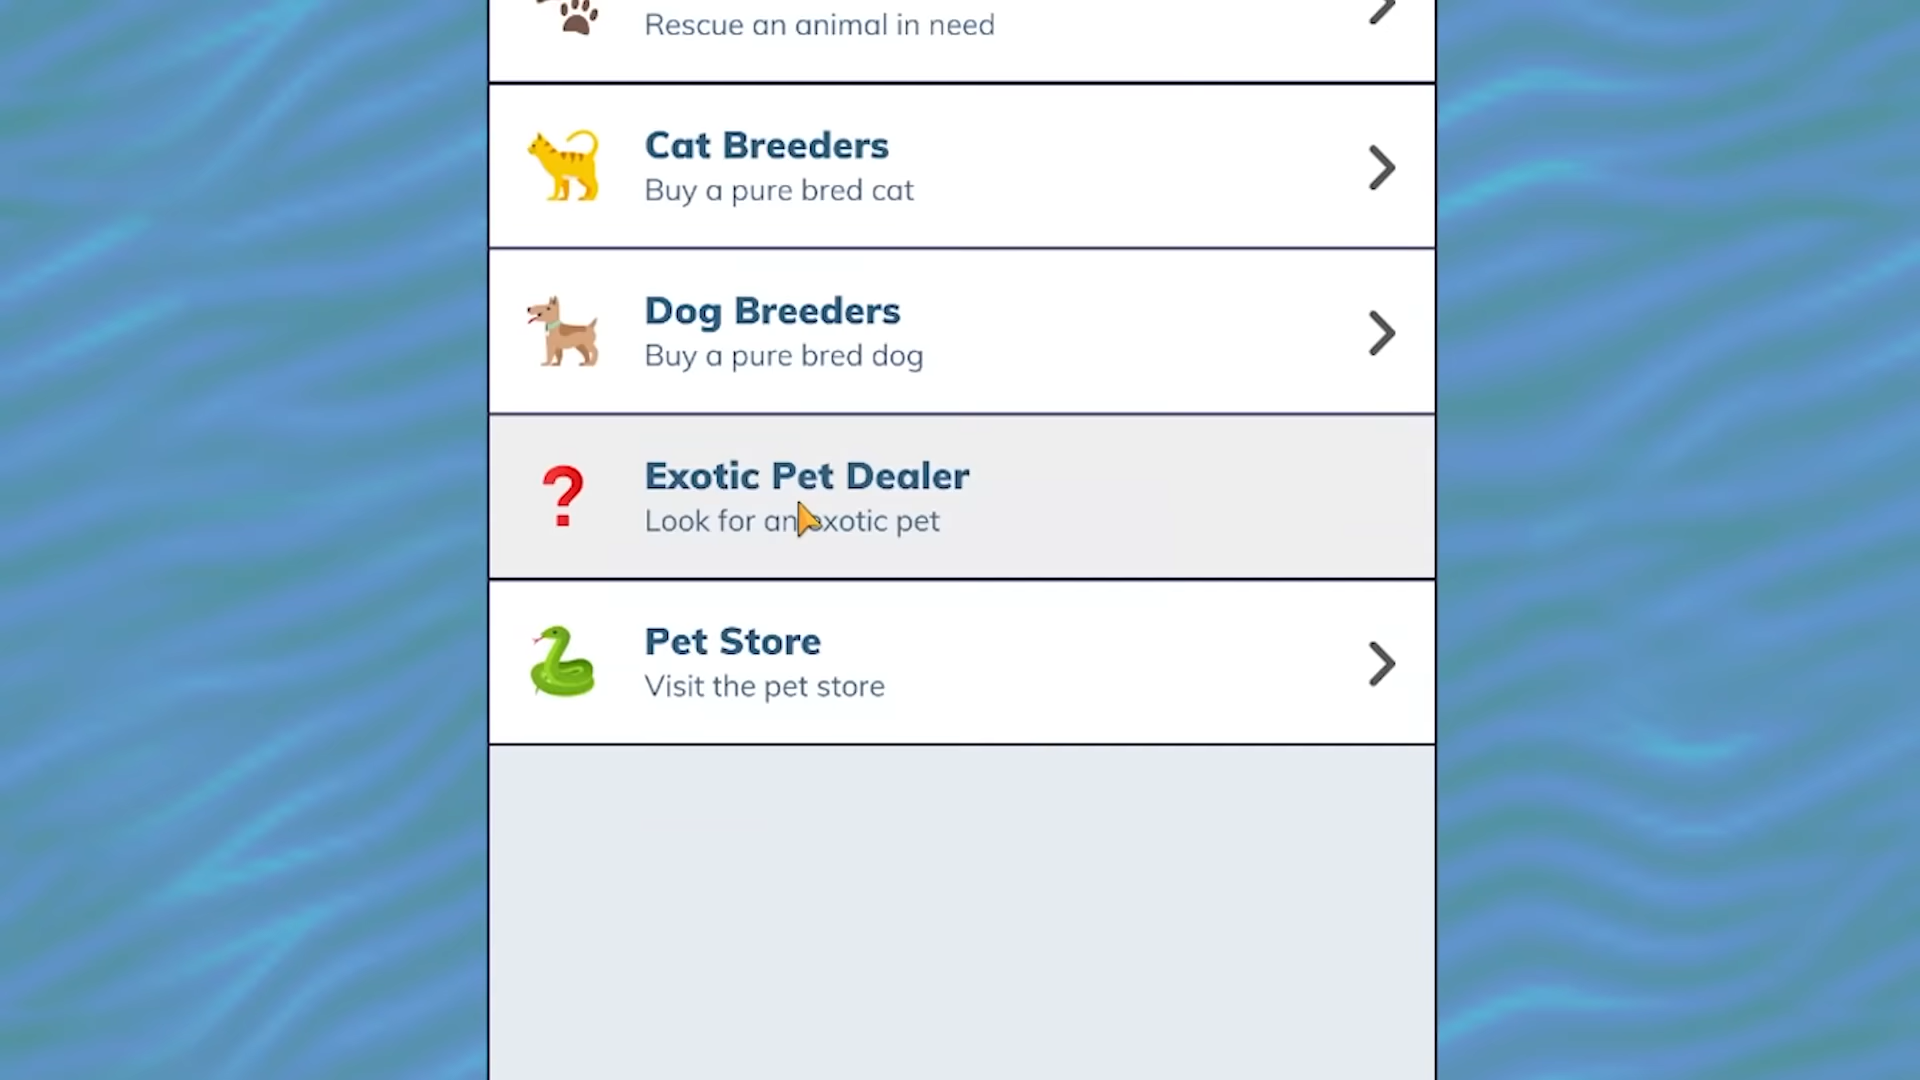 Rescue an animal in need
Cat Breeders
Buy a pure bred cat
Dog Breeders
Buy a pure bred dog
Exotic Pet Dealer
Look for an exotic pet
Pet Store
Visit the pet store